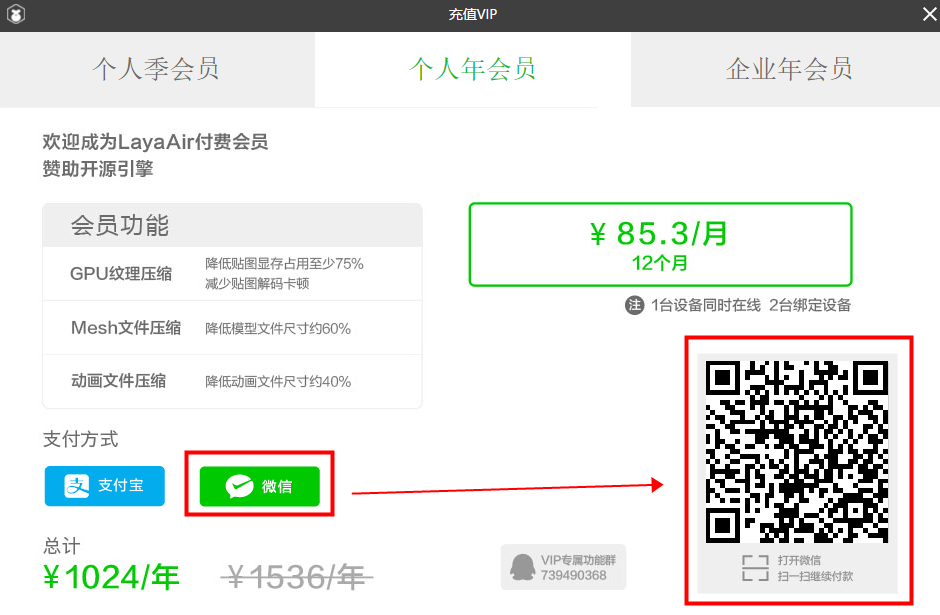 充值VIP
个人季会员
个人年会员
企业年会员
欢迎成为LayaAir付费会员
赞助开源引擎
会员功能
GPU纹理压缩
降低贴图显存占用至少75%
减少贴图解码卡顿
Mesh文件压缩
降低模型文件尺寸约60%
动画文件压缩
降低动画文件尺寸约40%
¥ 85.3/月
12个月
注 1台设备同时在线 2台绑定设备
支付方式
支 支付宝
微信
总计
¥1024/年
¥1536/年
VIP专属功能群
739490368
打开微信
扫一扫继续付款